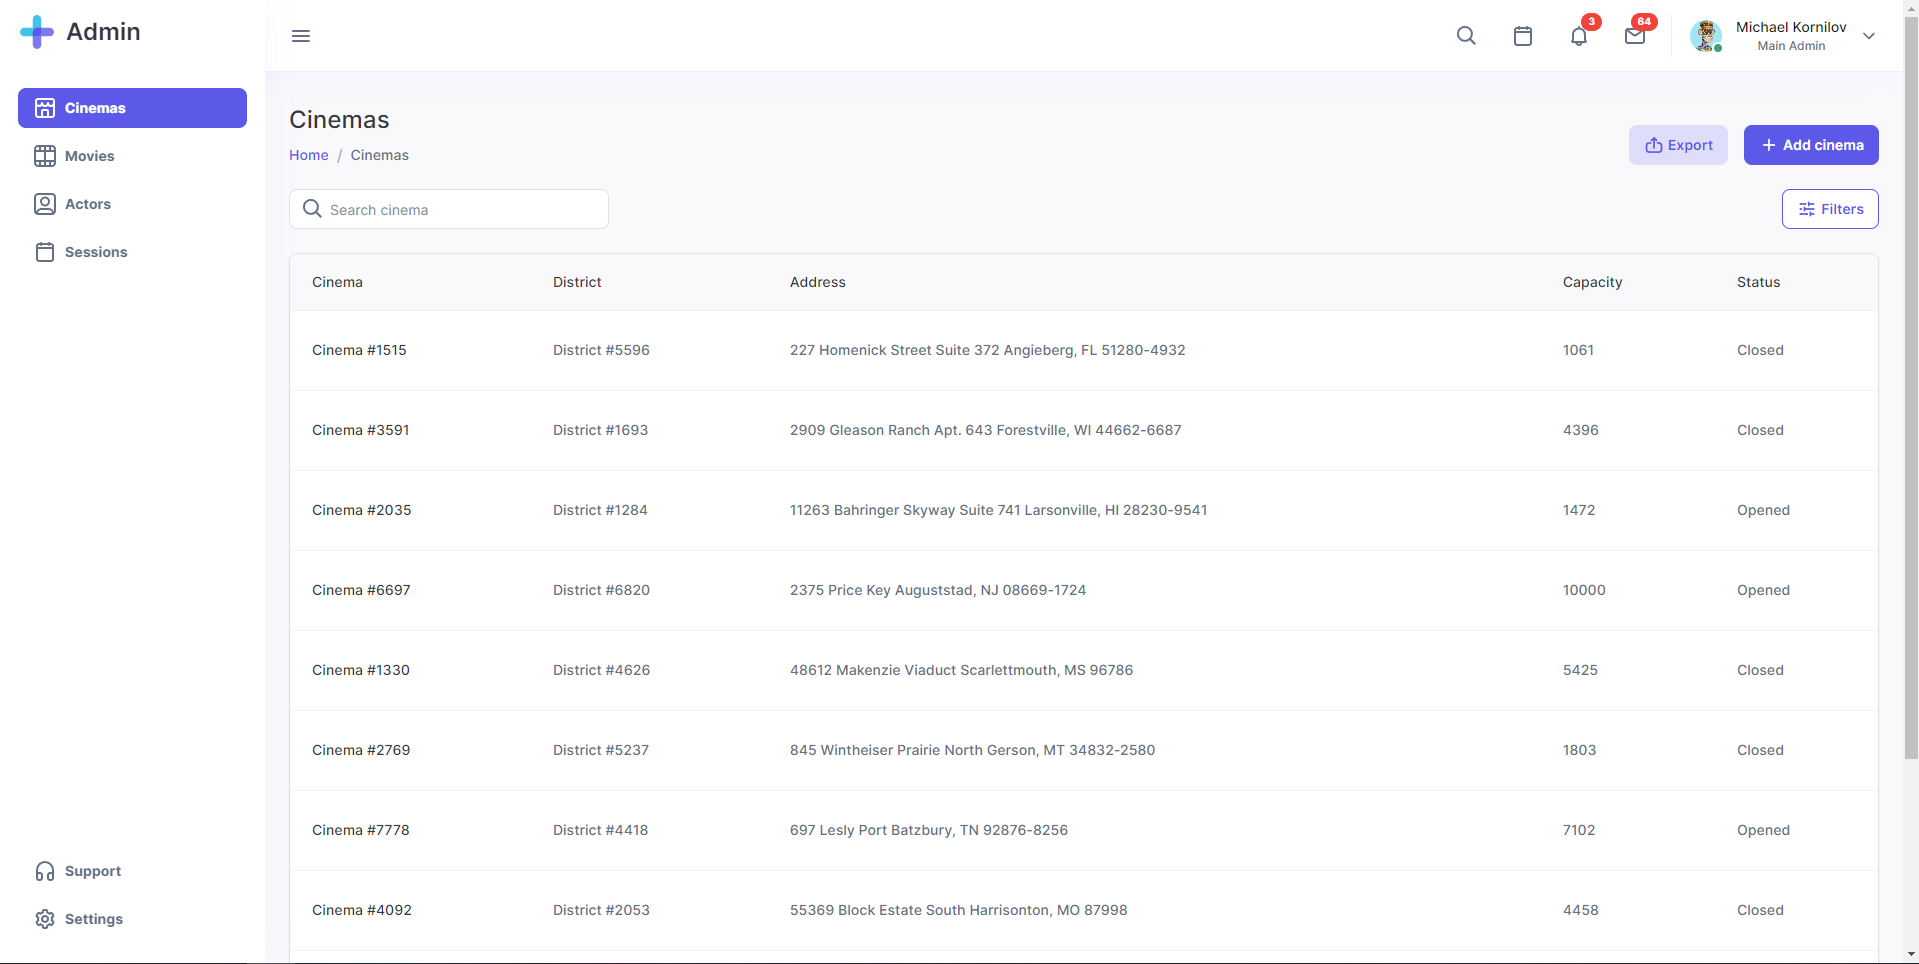 Admin
Cinemas
Movies
Actors
Sessions
Support
Settings
3
64
Michael Kornilov
Main Admin
Cinemas
Home / Cinemas
Export
Add cinema
Search cinema
Filters
Cinema District Address Capacity Status
Cinema #1515 District #5596 227 Homenick Street Suite 372 Angieberg, FL 51280-4932 1061 Closed
Cinema #3591 District #1693 2909 Gleason Ranch Apt. 643 Forestville, WI 44662-6687 4396 Closed
Cinema #2035 District #1284 11263 Bahringer Skyway Suite 741 Larsonville, HI 28230-9541 1472 Opened
Cinema #6697 District #6820 2375 Price Key Auguststad, NJ 08669-1724 10000 Opened
Cinema #1330 District #4626 48612 Makenzie Viaduct Scarlettmouth, MS 96786 5425 Closed
Cinema #2769 District #5237 845 Wintheiser Prairie North Gerson, MT 34832-2580 1803 Closed
Cinema #7778 District #4418 697 Lesly Port Batzbury, TN 92876-8256 7102 Opened
Cinema #4092 District #2053 55369 Block Estate South Harrisonton, MO 87998 4458 Closed